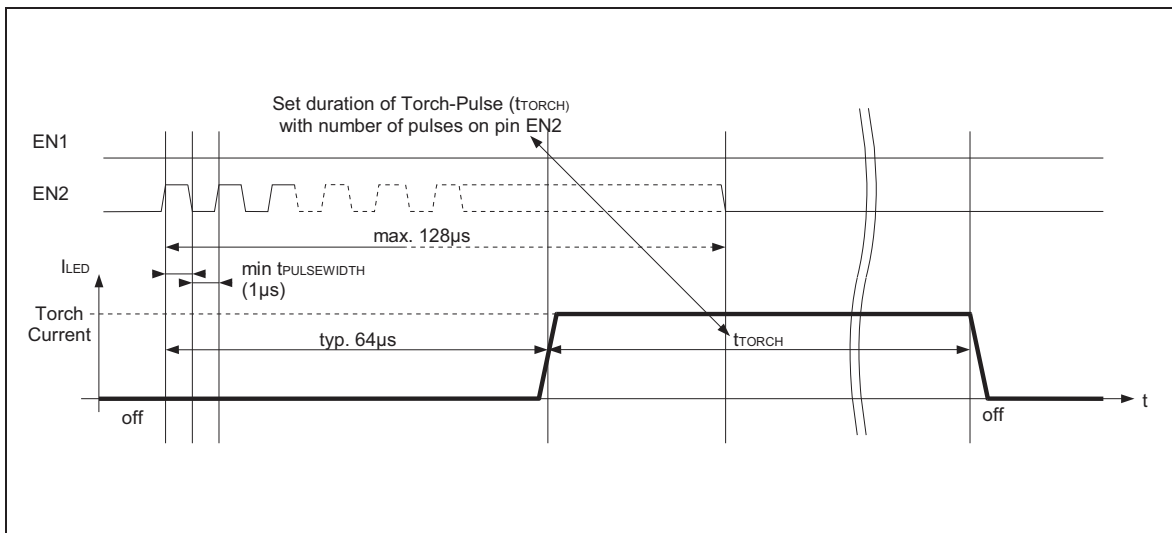 Set duration of Torch-Pulse (tTORCH)
with number of pulses on pin EN2
EN1
EN2
max. 128µs
ILED
min tPULSEWIDTH
(1µs)
Torch
Current
typ. 64µs
tTORCH
off
off
t